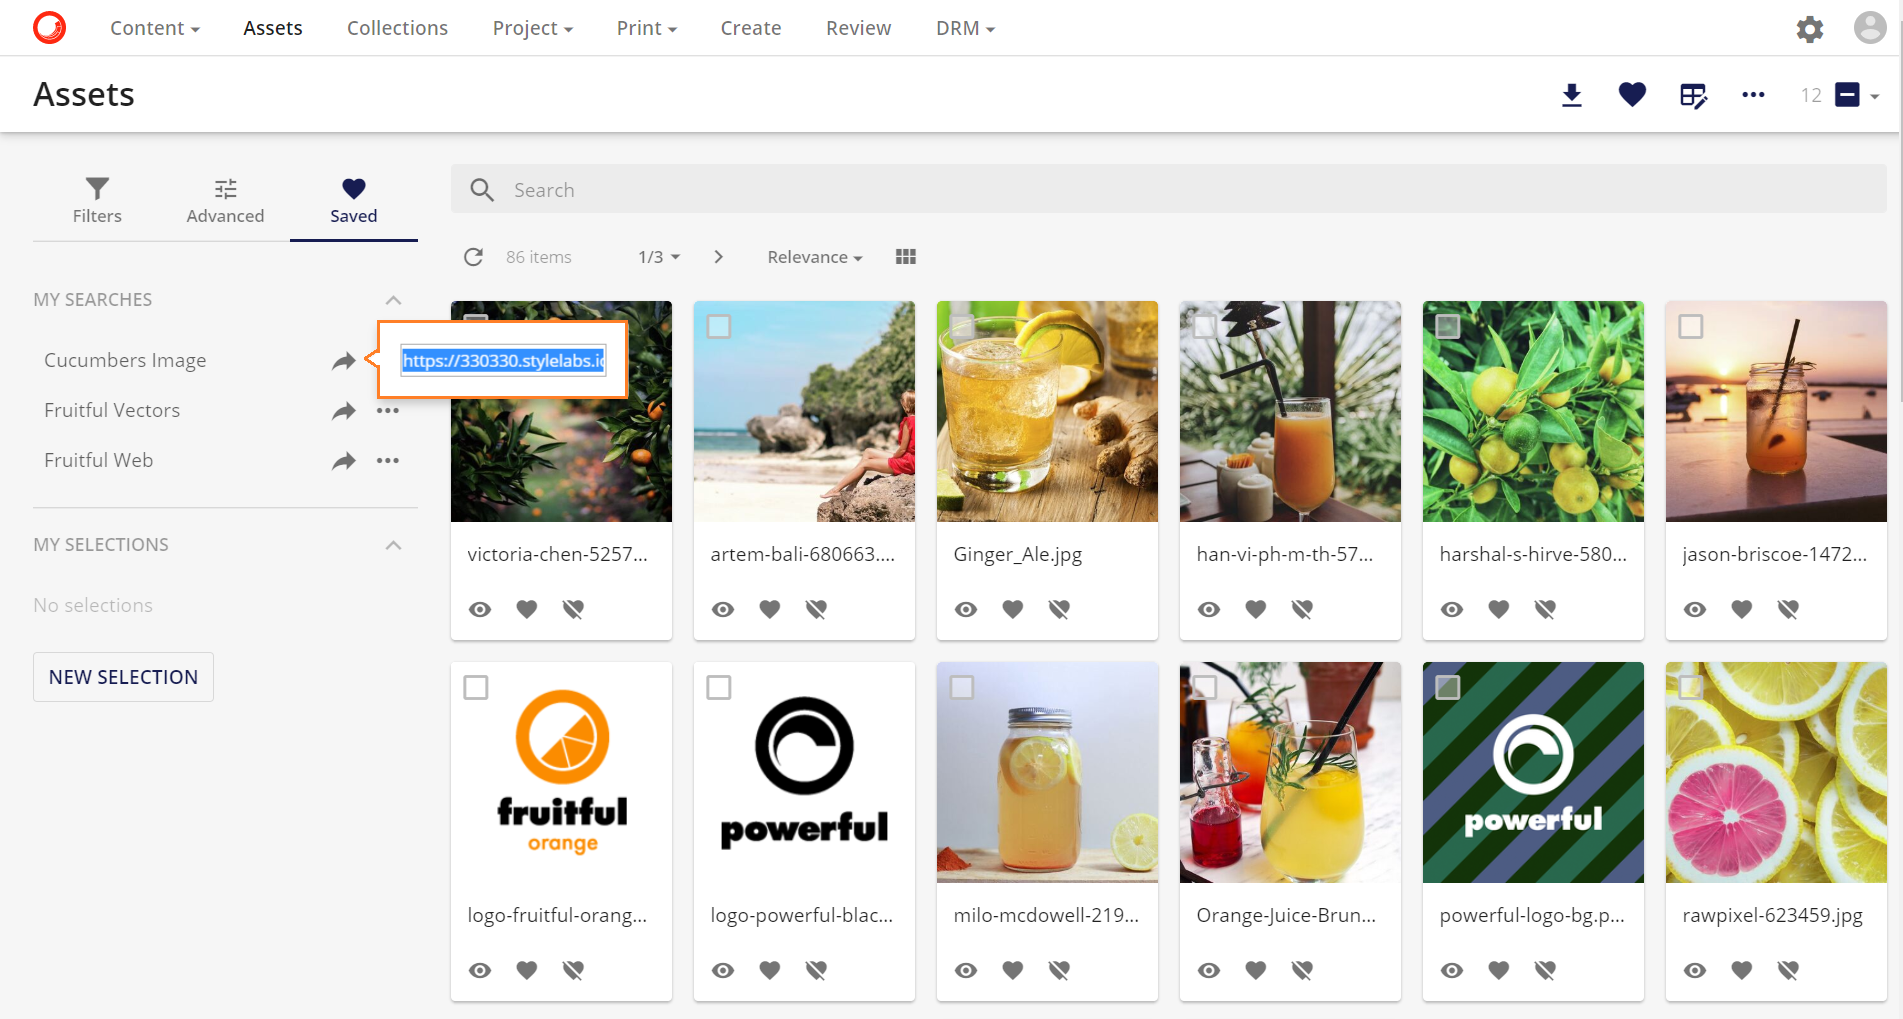 Content Assets Collections Project Print Create Review DRM
Assets
12
Filters Advanced Saved
Search
86 items 1/3 Relevance
MY SEARCHES
Cucumbers Image
https://330330.stylelabs.i
Fruitful Vectors
Fruitful Web
MY SELECTIONS
No selections
NEW SELECTION
victoria-chen-5257... artem-bali-680663.... Ginger_Ale.jpg han-vi-ph-m-th-57... harshal-s-hirve-580... jason-briscoe-1472...
fruitful
orange
powerful
powerful
logo-fruitful-orang... logo-powerful-blac... milo-mcdowell-219... Orange-Juice-Brun... powerful-logo-bg.p... rawpixel-623459.jpg